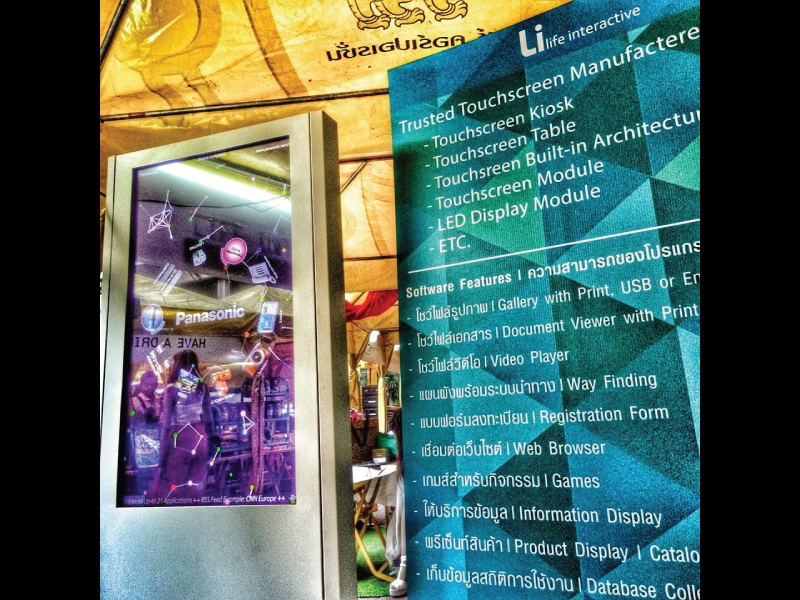 Li life interactive
Trusted Touchscreen Manufacturer
- Touchscreen Kiosk
- Touchscreen Table
- Touchsreen Built-in Architectur
- Touchscreen Module
- LED Display Module
- ETC.
Software Features | ความสามารถของโปรแกร
- โชว์ไฟล์รูปภาพ | Gallery with Print, USB or Em
- โชว์ไฟล์เอกสาร | Document Viewer with Print
- โชว์ไฟล์วีดีโอ | Video Player
- แผนผังพร้อมระบบนำทาง | Way Finding
- แบบฟอร์มลงทะเบียน | Registration Form
- เชื่อมต่อเว็บไซต์ | Web Browser
- เกมส์สำหรับกิจกรรม | Games
- ให้บริการข้อมูล | Information Display
- พรีเซ็นท์สินค้า | Product Display | Catalo
- เก็บข้อมูลสถิติการใช้งาน | Database Colle
Panasonic
HAVE A DRI
Up-to 21 Applications ++ RSS Feed Example: CNN Europe ++